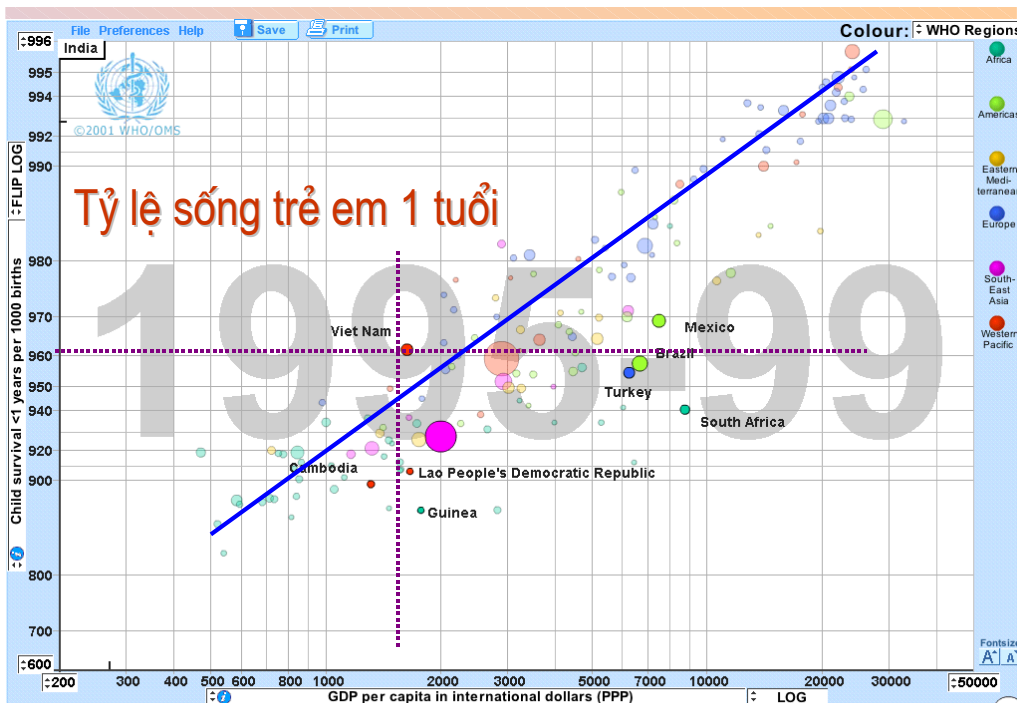 File Preferences Help
Save
Print
Colour: WHO Regions
996
India
Africa
995
994
©2001 WHO/OMS
Americas
992
FLIP LOG
990
Eastern
Medi-
terranean
Tỷ lệ sống trẻ em 1 tuổi
Europe
980
1995-99
South-
East
Asia
970
Viet Nam
Mexico
Western
Pacific
960
Brazil
950
Turkey
940
South Africa
920
Cambodia
Lao People's Democratic Republic
900
Guinea
Child survival <1 years per 1000 births
800
700
Fontsize
A A
600
200 300 400 500 600 800 1000 2000 3000 4000 5000 7000 10000 20000 30000 50000
GDP per capita in international dollars (PPP)
LOG